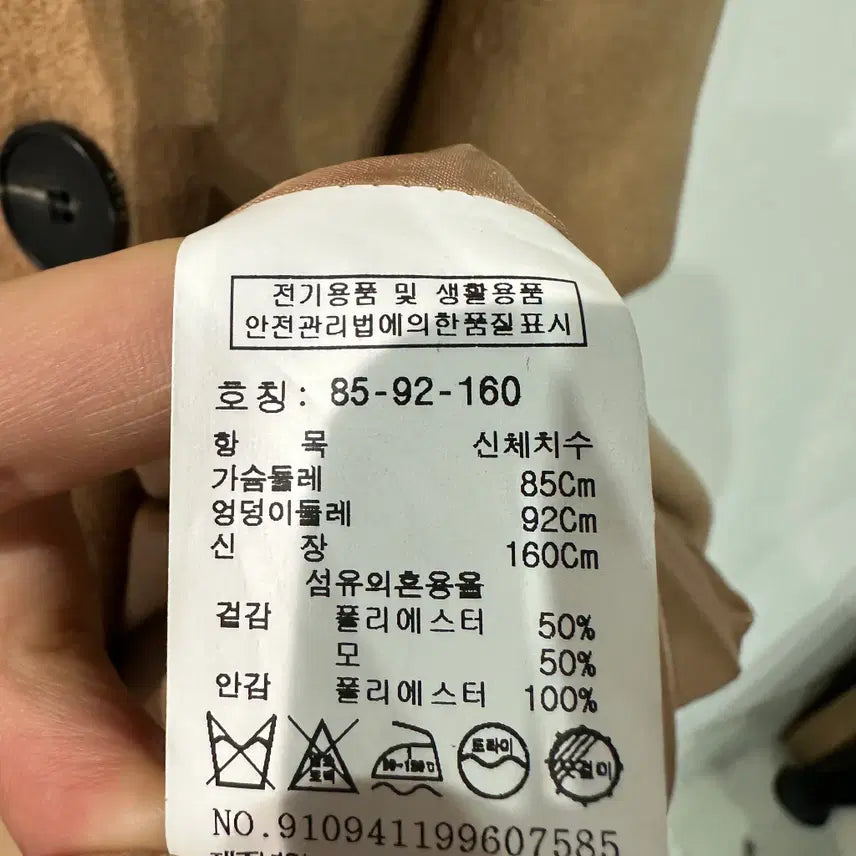 전기용품 및 생활용품
안전관리법에의한품질표시
호칭: 85-92-160
항 목 신체치수
가슴둘레 85Cm
엉덩이둘레 92Cm
신 장 160Cm
섬유의혼용율
겉감 폴리에스터 50%
모 50%
안감 폴리에스터 100%
드라이
옷걸이
NO.910941199607585